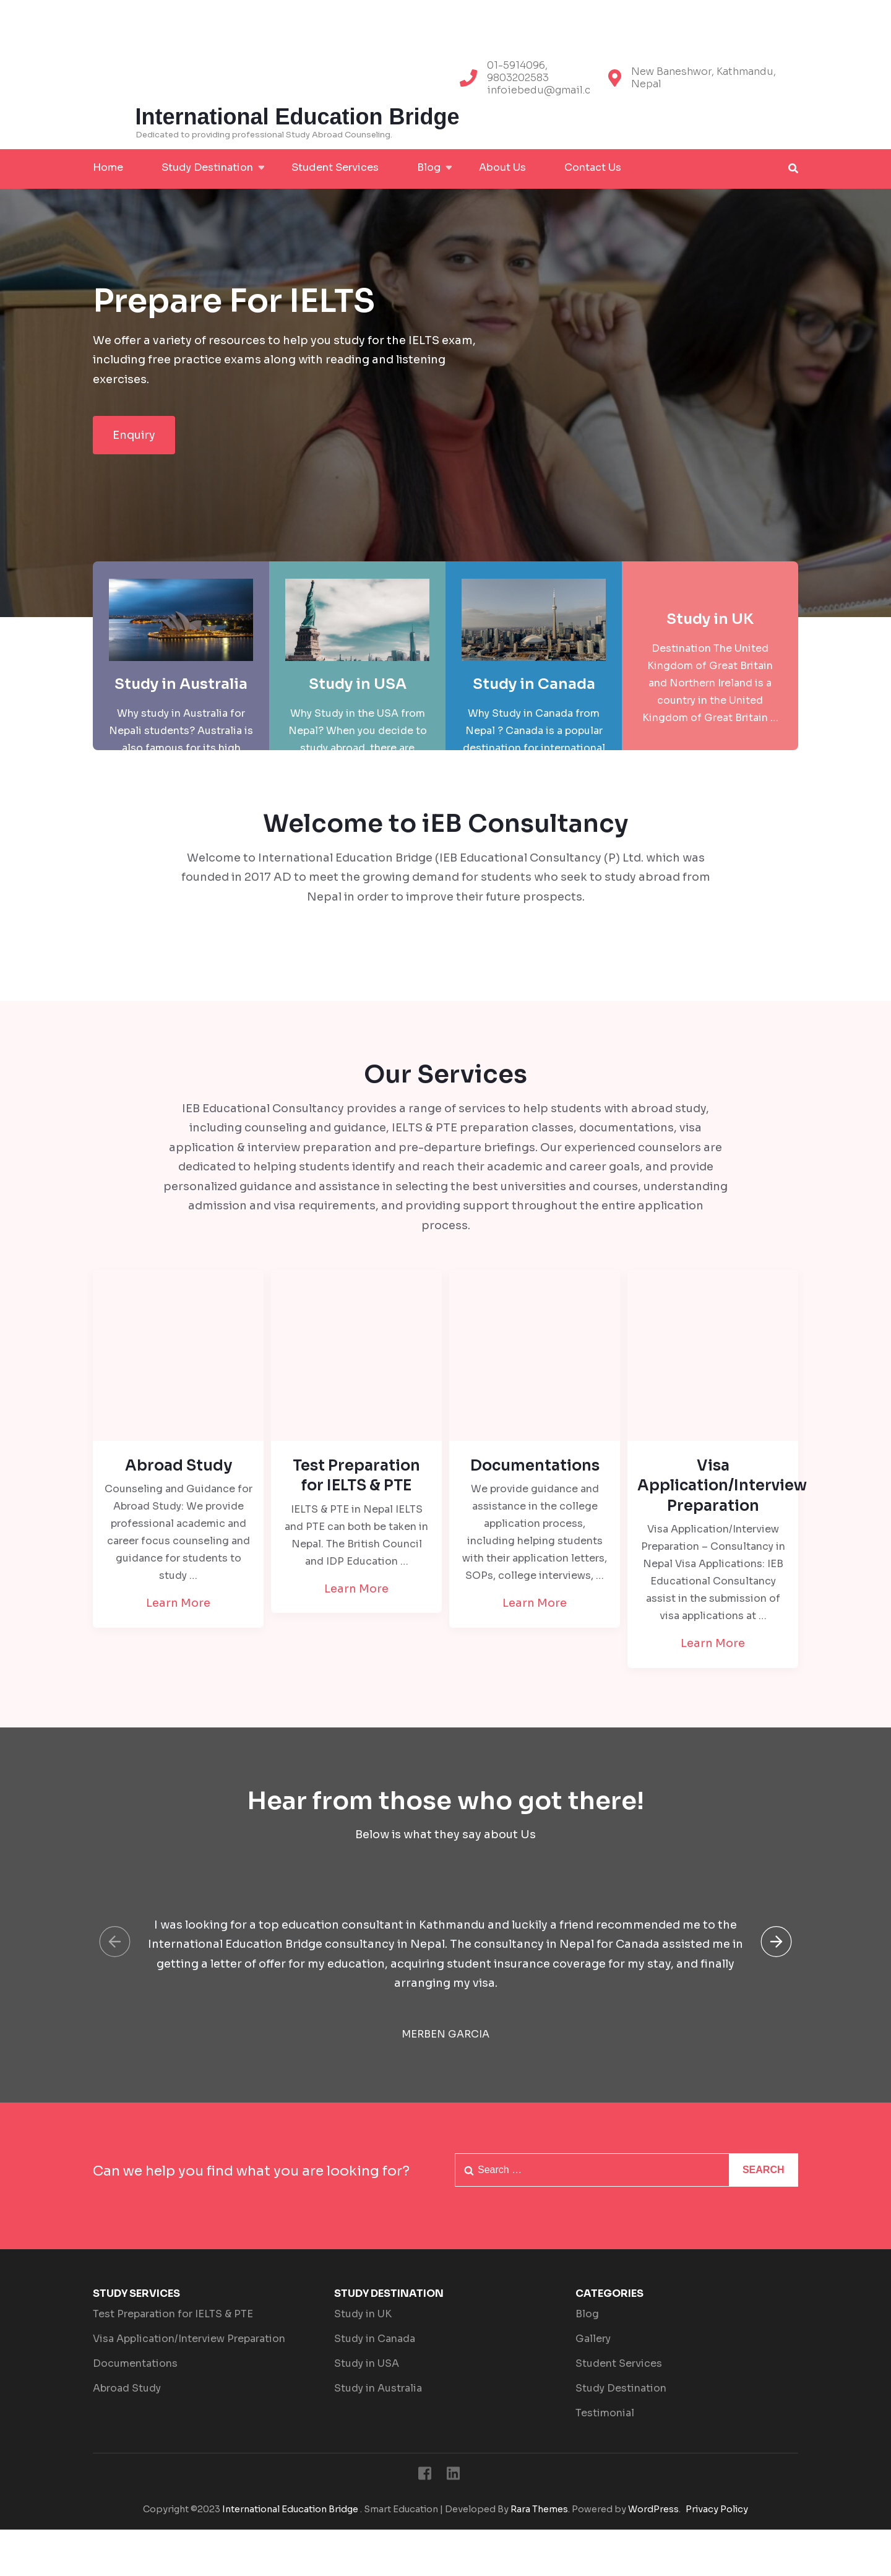 01-5914096,
9803202583
infoiebedu@gmail.c
New Baneshwor, Kathmandu,
Nepal
International Education Bridge
Dedicated to providing professional Study Abroad Counseling.
Home
Study Destination
Student Services
Blog
About Us
Contact Us
Prepare For IELTS
We offer a variety of resources to help you study for the IELTS exam,
including free practice exams along with reading and listening
exercises.
Enquiry
Study in Australia
Why study in Australia for
Nepali students? Australia is
also famous for its high
Study in USA
Why Study in the USA from
Nepal? When you decide to
study abroad, there are
Study in Canada
Why Study in Canada from
Nepal ? Canada is a popular
destination for international
Study in UK
Destination The United
Kingdom of Great Britain
and Northern Ireland is a
country in the United
Kingdom of Great Britain ...
Welcome to iEB Consultancy
Welcome to International Education Bridge (IEB Educational Consultancy (P) Ltd. which was
founded in 2017 AD to meet the growing demand for students who seek to study abroad from
Nepal in order to improve their future prospects.
Our Services
IEB Educational Consultancy provides a range of services to help students with abroad study,
including counseling and guidance, IELTS & PTE preparation classes, documentations, visa
application & interview preparation and pre-departure briefings. Our experienced counselors are
dedicated to helping students identify and reach their academic and career goals, and provide
personalized guidance and assistance in selecting the best universities and courses, understanding
admission and visa requirements, and providing support throughout the entire application
process.
Abroad Study
Counseling and Guidance for
Abroad Study: We provide
professional academic and
career focus counseling and
guidance for students to
study ...
Learn More
Test Preparation
for IELTS & PTE
IELTS & PTE in Nepal IELTS
and PTE can both be taken in
Nepal. The British Council
and IDP Education ...
Learn More
Documentations
We provide guidance and
assistance in the college
application process,
including helping students
with their application letters,
SOPs, college interviews, ...
Learn More
Visa
Application/Interview
Preparation
Visa Application/Interview
Preparation – Consultancy in
Nepal Visa Applications: IEB
Educational Consultancy
assist in the submission of
visa applications at ...
Learn More
Hear from those who got there!
Below is what they say about Us
I was looking for a top education consultant in Kathmandu and luckily a friend recommended me to the
International Education Bridge consultancy in Nepal. The consultancy in Nepal for Canada assisted me in
getting a letter of offer for my education, acquiring student insurance coverage for my stay, and finally
arranging my visa.
MERBEN GARCIA
Can we help you find what you are looking for?
Search ...
SEARCH
STUDY SERVICES
Test Preparation for IELTS & PTE
Visa Application/Interview Preparation
Documentations
Abroad Study
STUDY DESTINATION
Study in UK
Study in Canada
Study in USA
Study in Australia
CATEGORIES
Blog
Gallery
Student Services
Study Destination
Testimonial
Copyright ©2023 International Education Bridge . Smart Education | Developed By Rara Themes. Powered by WordPress. Privacy Policy